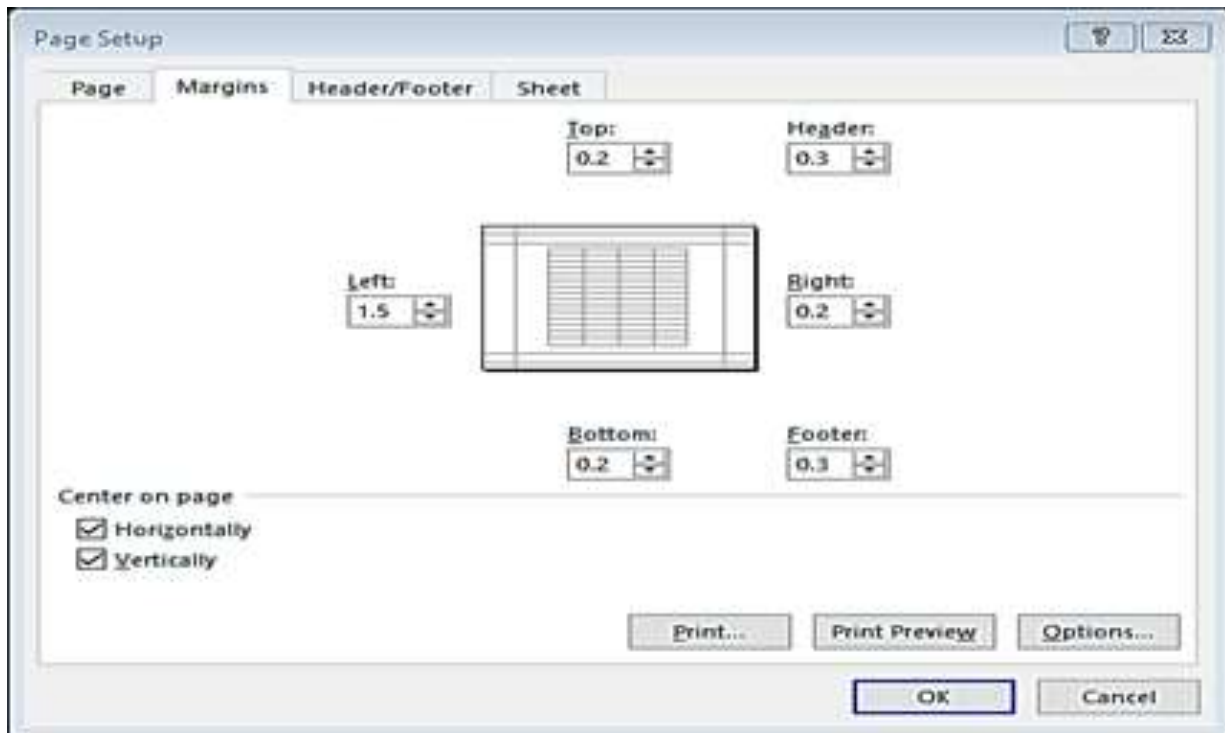 Page Setup
Page Margins Header/Footer Sheet
Top: Header:
0.2 0.3
Left: Right:
1.5 0.2
Bottom: Footer:
0.2 0.3
Center on page
Horizontally
Vertically
Print... Print Preview Options...
OK Cancel